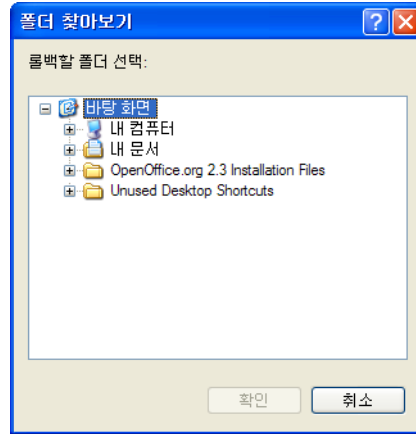 폴더 찾아보기
롤백할 폴더 선택:
바탕 화면
내 컴퓨터
내 문서
OpenOffice.org 2.3 Installation Files
Unused Desktop Shortcuts
확인 취소